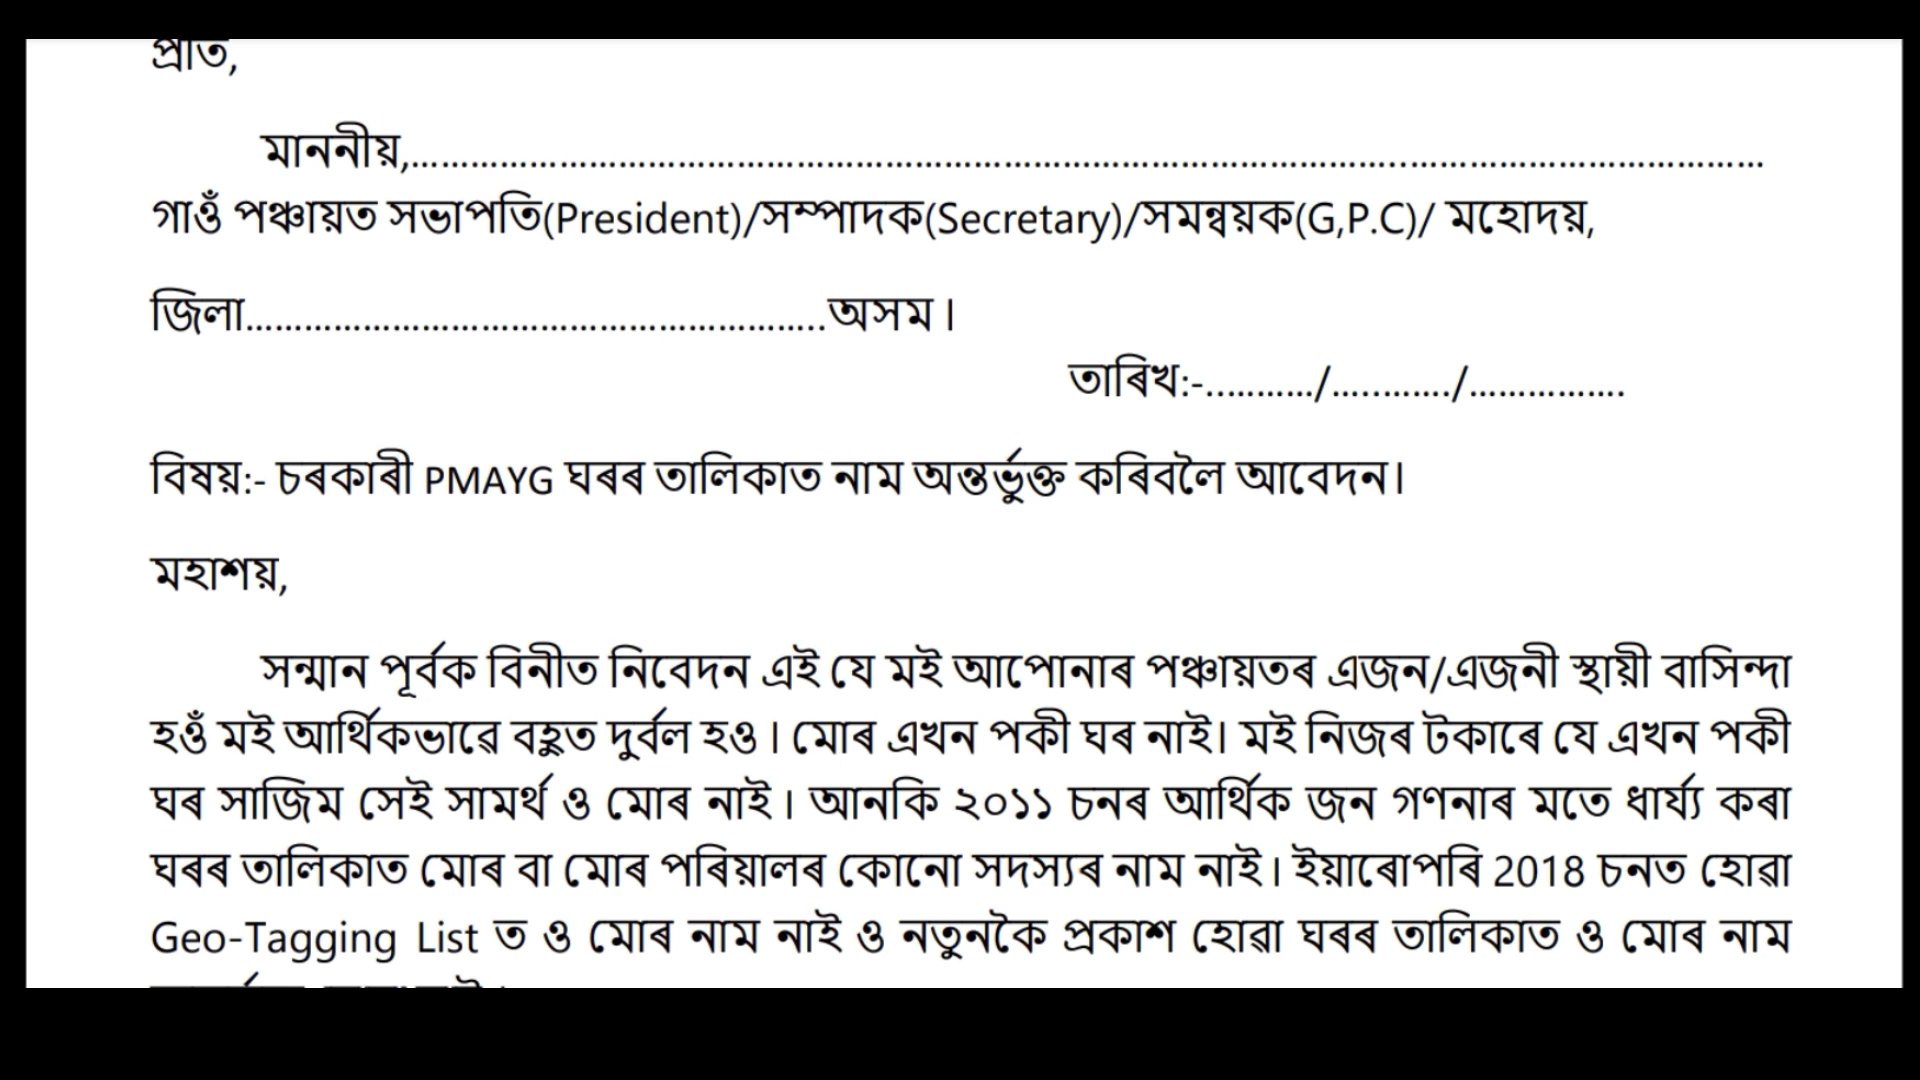 প্ৰতি,
মাননীয়,......................................................................................................................................
গাওঁ পঞ্চায়ত সভাপতি(President)/সম্পাদক(Secretary)/সমন্বয়ক(G,P.C)/ মহোদয়,
জিলা..........................................................অসম।
তাৰিখ:-.........../............/................
বিষয়:- চৰকাৰী PMAYG ঘৰৰ তালিকাত নাম অন্তৰ্ভুক্ত কৰিবলৈ আবেদন।
মহাশয়,
সন্মান পূৰ্বক বিনীত নিবেদন এই যে মই আপোনাৰ পঞ্চায়তৰ এজন/এজনী স্থায়ী বাসিন্দা
হওঁ মই আৰ্থিকভাৱে বহুত দুৰ্বল হও। মোৰ এখন পকী ঘৰ নাই। মই নিজৰ টকাৰে যে এখন পকী
ঘৰ সাজিম সেই সামৰ্থ ও মোৰ নাই। আনকি ২০১১ চনৰ আৰ্থিক জন গণনাৰ মতে ধাৰ্য্য কৰা
ঘৰৰ তালিকাত মোৰ বা মোৰ পৰিয়ালৰ কোনো সদস্যৰ নাম নাই। ইয়াৰোপৰি 2018 চনত হোৱা
Geo-Tagging List ত ও মোৰ নাম নাই ও নতুনকৈ প্ৰকাশ হোৱা ঘৰৰ তালিকাত ও মোৰ নাম